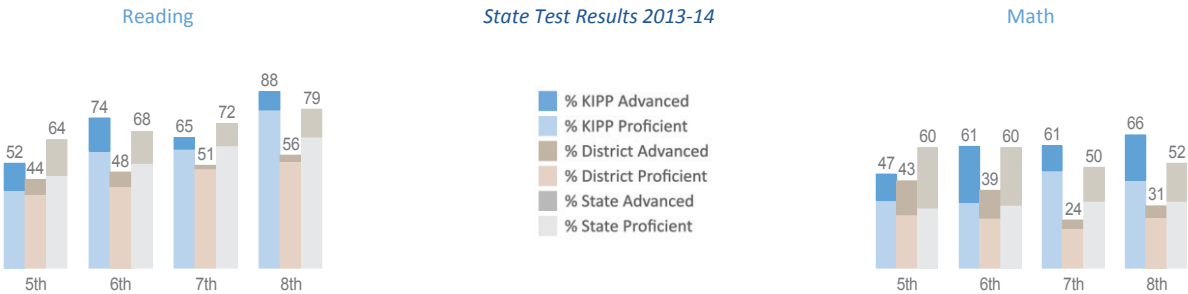 Reading
State Test Results 2013-14
Math
52
44
64
74
48
68
65
51
72
88
56
79
5th
6th
7th
8th
% KIPP Advanced
% KIPP Proficient
% District Advanced
% District Proficient
% State Advanced
% State Proficient
47
43
60
61
39
60
61
24
50
66
31
52
5th
6th
7th
8th